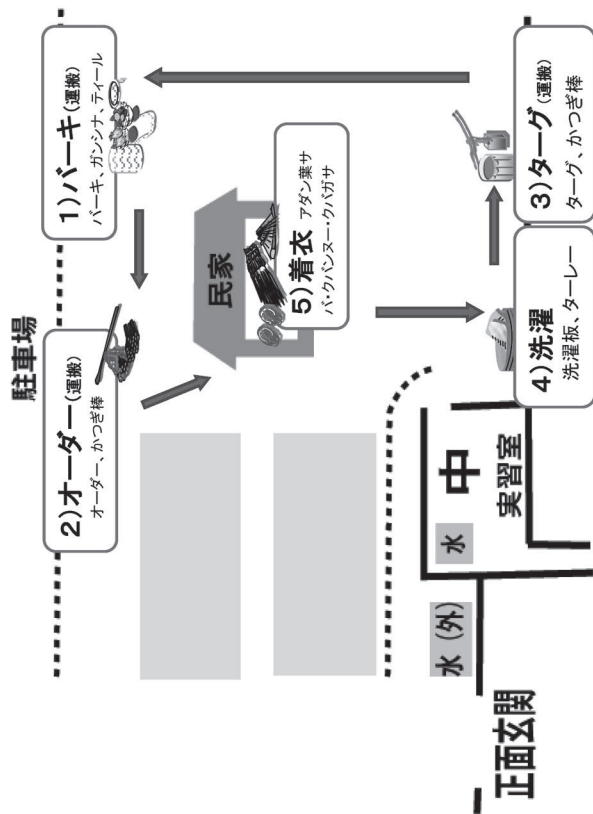 駐車場
1)バーキ(運搬)
バーキ、ガンシナ、ティール
2)オーダー(運搬)
オーダー、かつぎ棒
民家
5)着衣 アダン葉サ
バ・クバンヌー・クバガサ
3)ターグ(運搬)
ターグ、かつぎ棒
4)洗濯
洗濯板、ターレー
中
実習室
水
水(外)
正面玄関